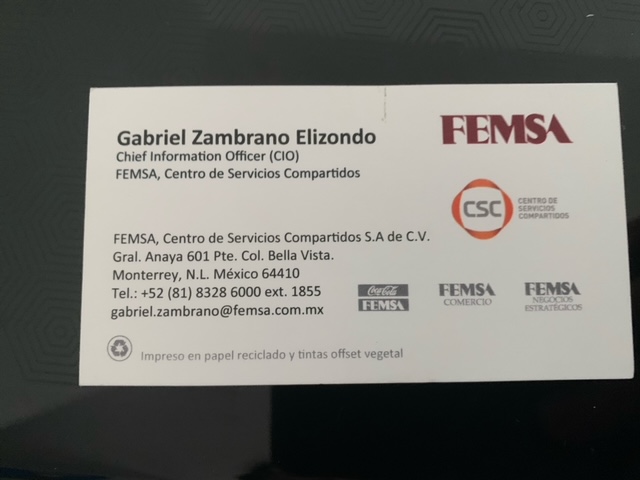 Gabriel Zambrano Elizondo
Chief Information Officer (CIO)
FEMSA, Centro de Servicios Compartidos
FEMSA
CSC
CENTRO DE
SERVICIOS
COMPARTIDOS
FEMSA, Centro de Servicios Compartidos S.A de C.V.
Gral. Anaya 601 Pte. Col. Bella Vista.
Monterrey, N.L. México 64410
Tel.: +52 (81) 8328 6000 ext. 1855
gabriel.zambrano@femsa.com.mx
Coca-Cola
FEMSA
FEMSA
COMERCIO
FEMSA
NEGOCIOS
ESTRATÉGICOS
Impreso en papel reciclado y tintas offset vegetal